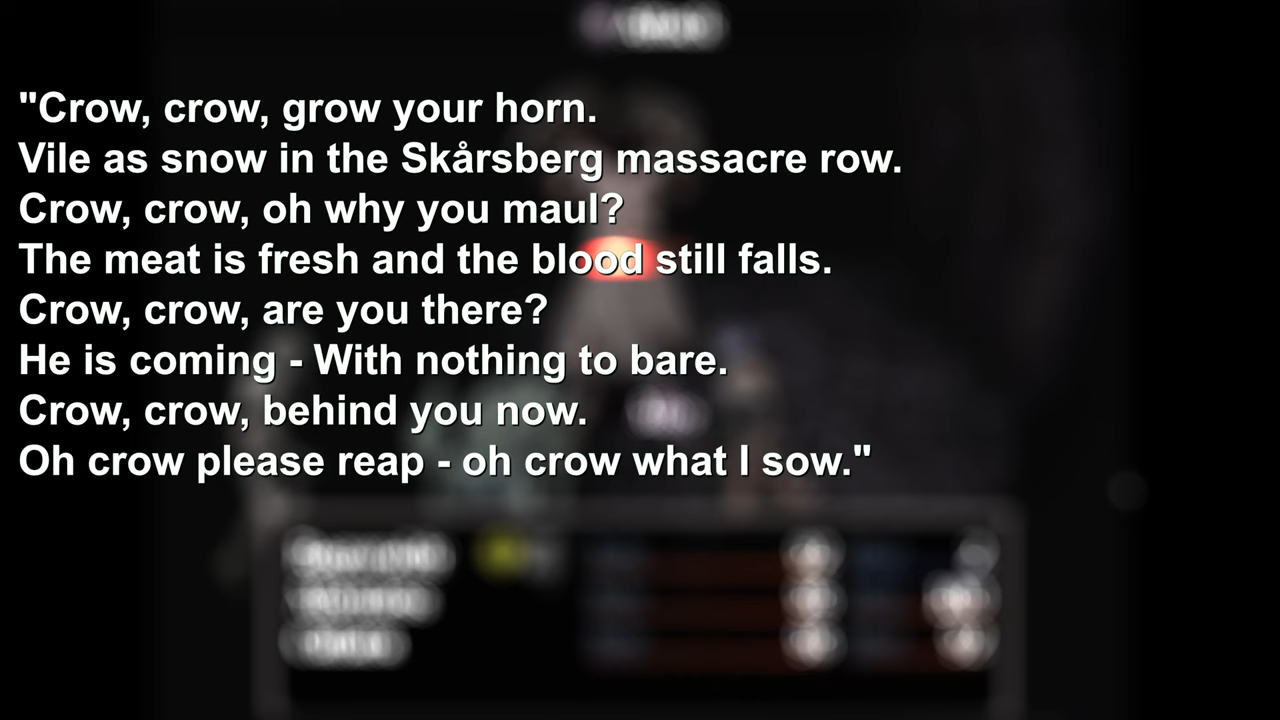 "Crow, crow, grow your horn.
Vile as snow in the Skårsberg massacre row.
Crow, crow, oh why you maul?
The meat is fresh and the blood still falls.
Crow, crow, are you there?
He is coming - With nothing to bare.
Crow, crow, behind you now.
Oh crow please reap - oh crow what I sow."